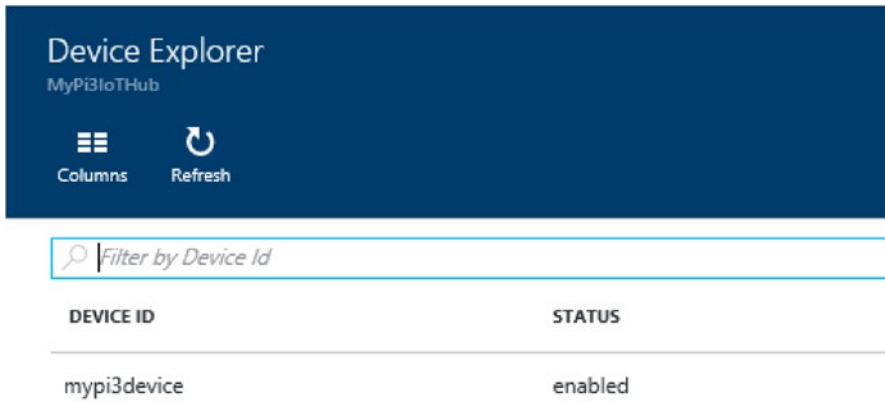 Device Explorer
MyPi3IoTHub
Columns Refresh
Filter by Device Id
DEVICE ID STATUS
mypi3device enabled